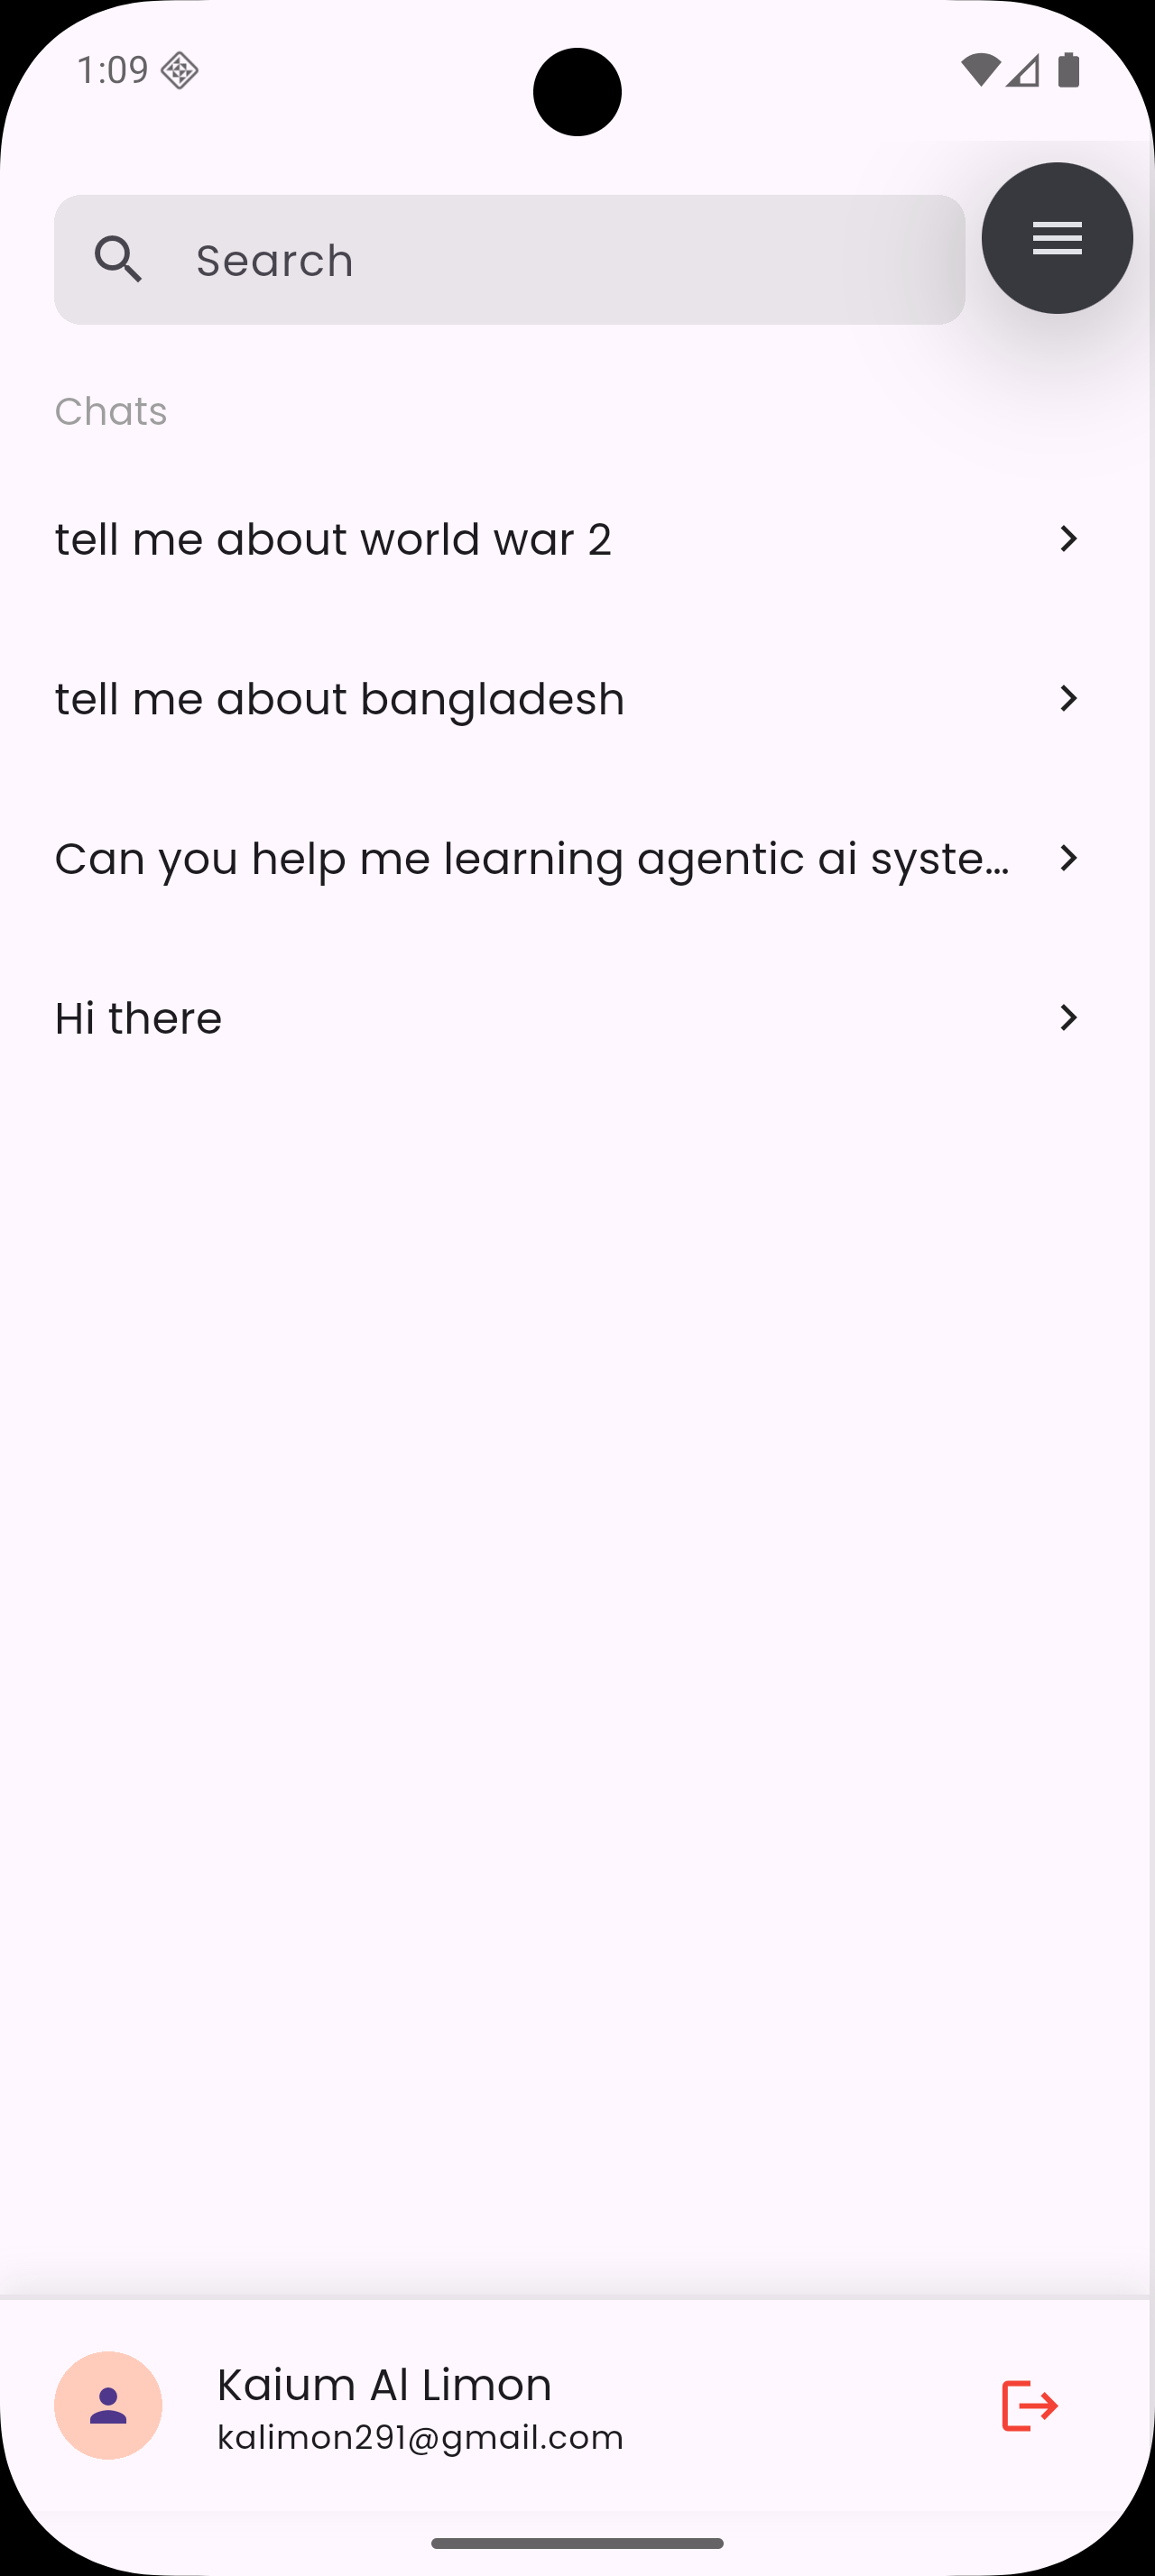 1:09
Search
Chats
tell me about world war 2
tell me about bangladesh
Can you help me learning agentic ai syste...
Hi there
Kaium Al Limon
kalimon291@gmail.com